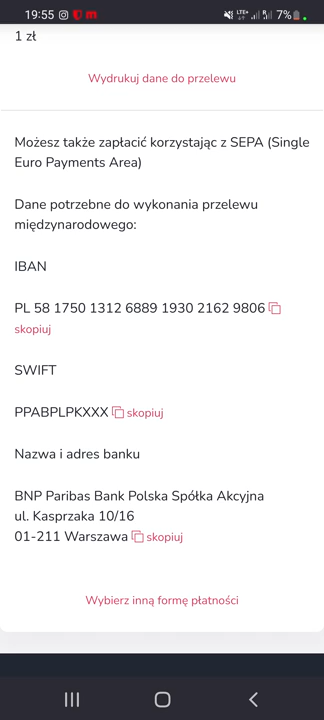 19:55 LTE+ R 7%
1 zł
Wydrukuj dane do przelewu
Możesz także zapłacić korzystając z SEPA (Single
Euro Payments Area)
Dane potrzebne do wykonania przelewu
międzynarodowego:
IBAN
PL 58 1750 1312 6889 1930 2162 9806
skopiuj
SWIFT
PPABPLPKXXX skopiuj
Nazwa i adres banku
BNP Paribas Bank Polska Spółka Akcyjna
ul. Kasprzaka 10/16
01-211 Warszawa skopiuj
Wybierz inną formę płatności